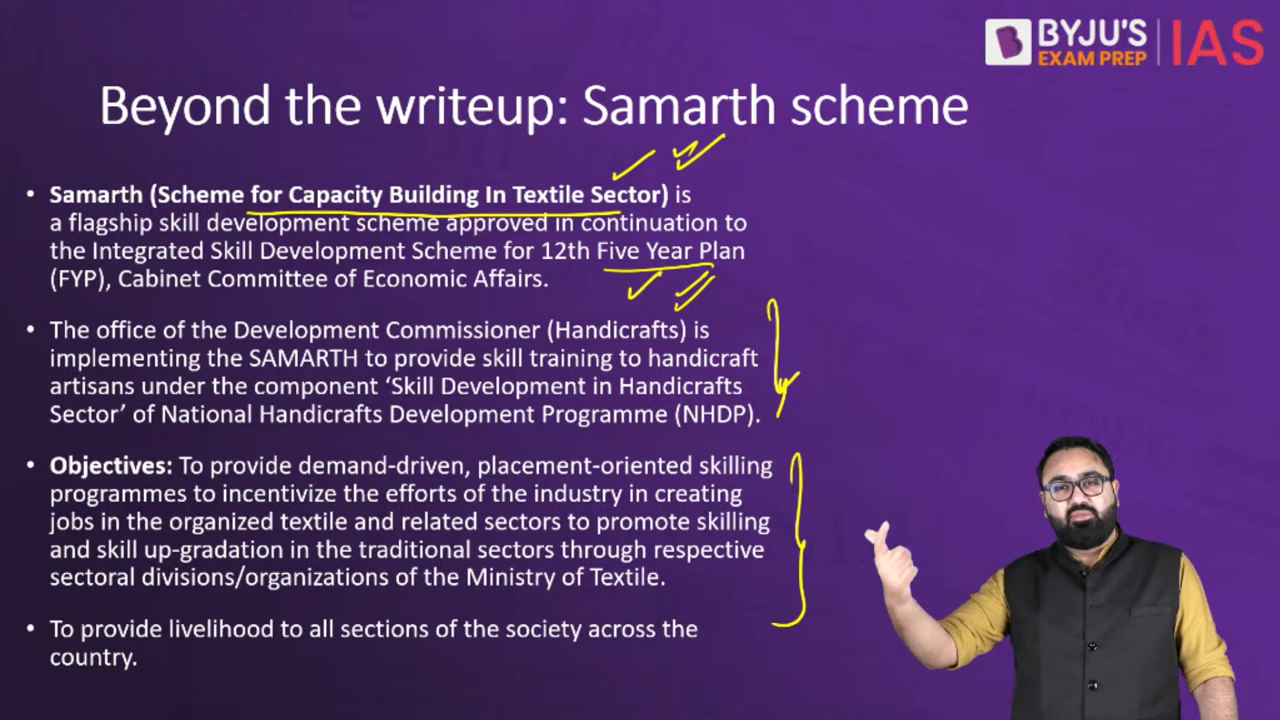 BYJU'S
EXAM PREP
IAS
Beyond the writeup: Samarth scheme
• Samarth (Scheme for Capacity Building In Textile Sector) is
a flagship skill development scheme approved in continuation to
the Integrated Skill Development Scheme for 12th Five Year Plan
(FYP), Cabinet Committee of Economic Affairs.
• The office of the Development Commissioner (Handicrafts) is
implementing the SAMARTH to provide skill training to handicraft
artisans under the component ‘Skill Development in Handicrafts
Sector’ of National Handicrafts Development Programme (NHDP).
• Objectives: To provide demand-driven, placement-oriented skilling
programmes to incentivize the efforts of the industry in creating
jobs in the organized textile and related sectors to promote skilling
and skill up-gradation in the traditional sectors through respective
sectoral divisions/organizations of the Ministry of Textile.
• To provide livelihood to all sections of the society across the
country.